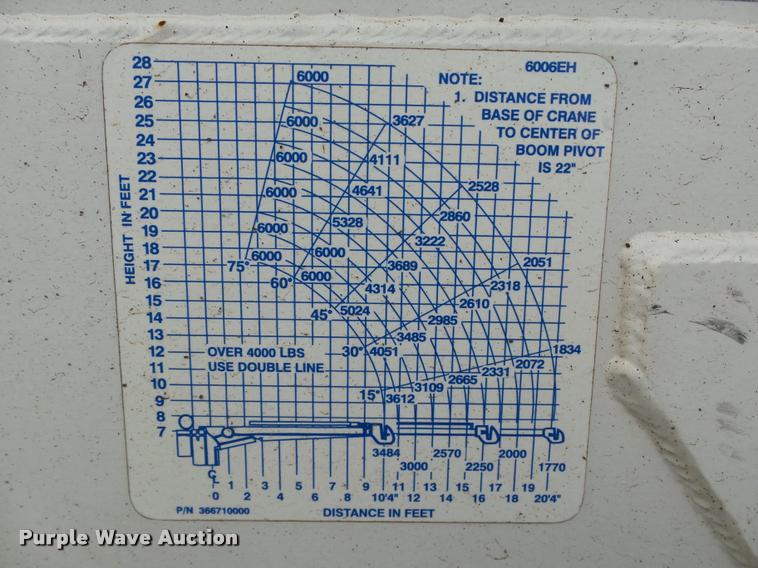 6006EH
NOTE:
1. DISTANCE FROM
BASE OF CRANE
TO CENTER OF
BOOM PIVOT
IS 22"
HEIGHT IN FEET
28
27
26
25
24
23
22
21
20
19
18
17
16
15
14
13
12
11
10
9
8
7
6000
6000 3627
6000 4111
6000 4641 2528
6000 5328 2860
6000 6000 3222
75° 6000 3689 2051
60° 4314 2318
45° 5024 2610
2985
3485
30° 4051 1834
2072
2331
2665
3109
15° 3612
OVER 4000 LBS
USE DOUBLE LINE
3484 2570 2000
3000 2250 1770
CL 1 3 5 7 9 11 13 15 17 19
0 2 4 6 8 10'4" 12 14 16 18 20'4"
P/N 366710000 DISTANCE IN FEET
Purple Wave Auction